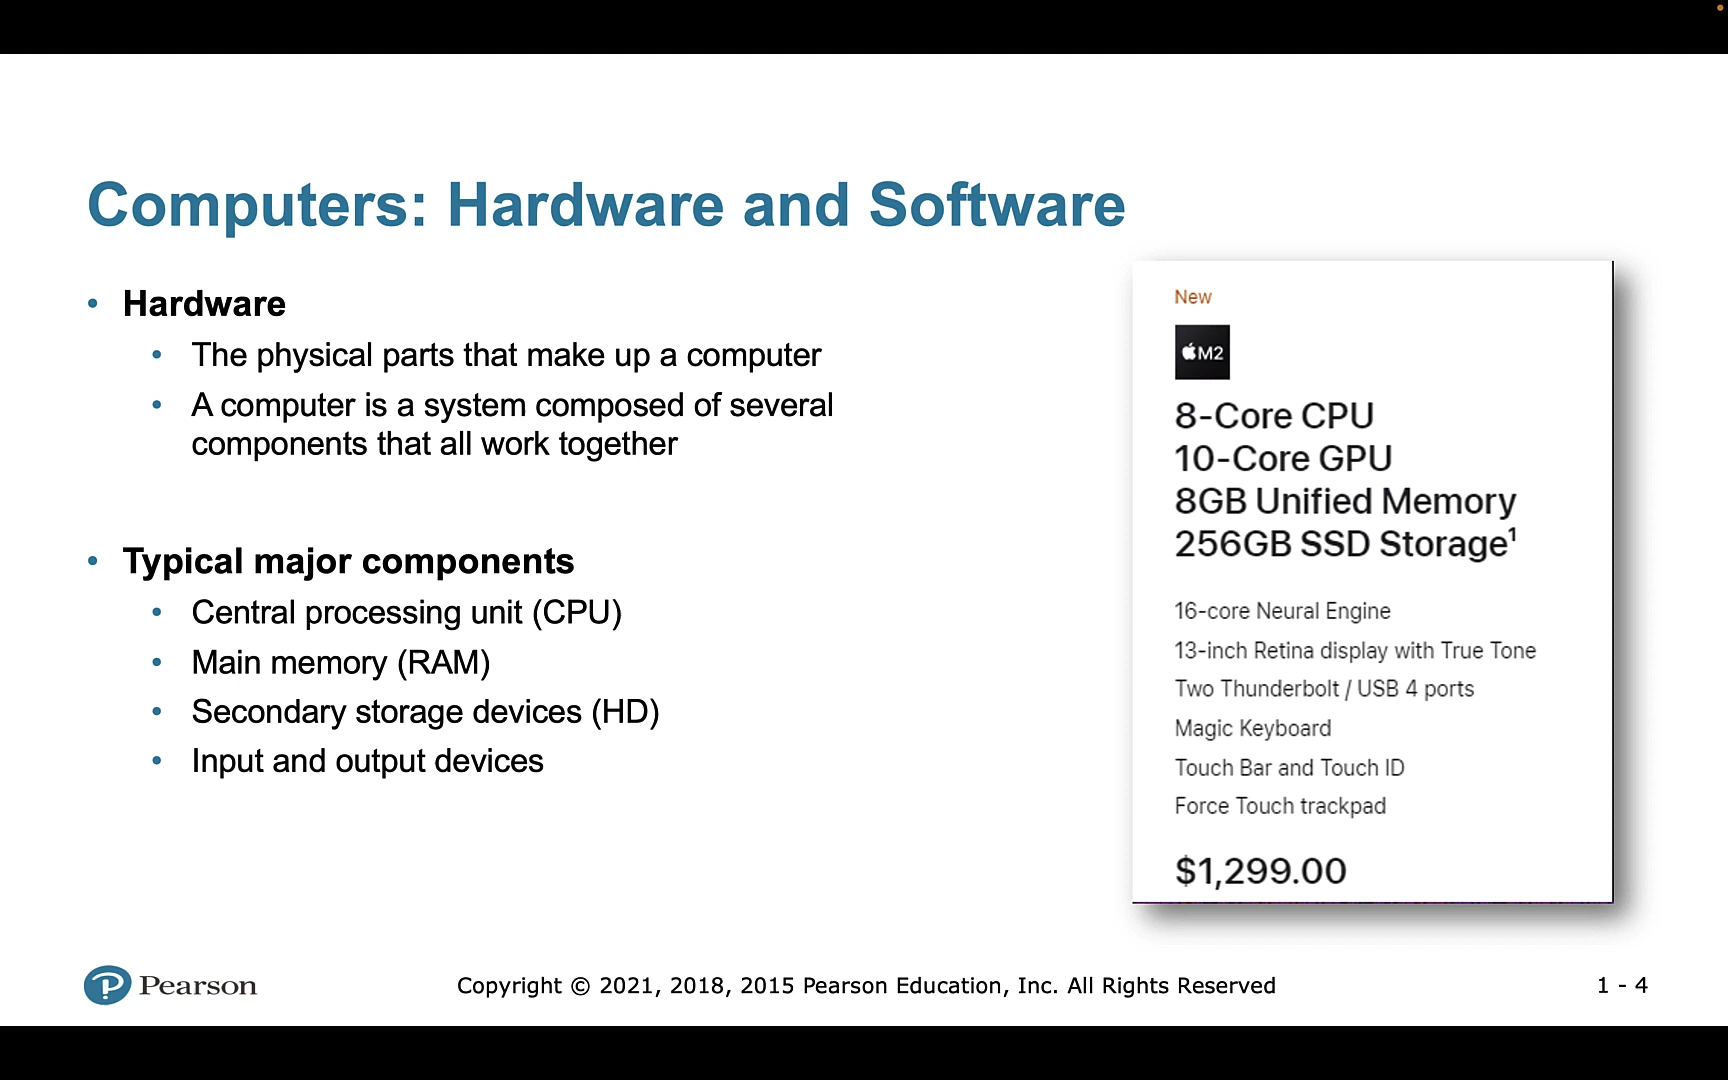 Computers: Hardware and Software
• Hardware
• The physical parts that make up a computer
• A computer is a system composed of several
components that all work together
• Typical major components
• Central processing unit (CPU)
• Main memory (RAM)
• Secondary storage devices (HD)
• Input and output devices
New
M2
8-Core CPU
10-Core GPU
8GB Unified Memory
256GB SSD Storage¹
16-core Neural Engine
13-inch Retina display with True Tone
Two Thunderbolt / USB 4 ports
Magic Keyboard
Touch Bar and Touch ID
Force Touch trackpad
$1,299.00
Pearson
Copyright © 2021, 2018, 2015 Pearson Education, Inc. All Rights Reserved
1 - 4